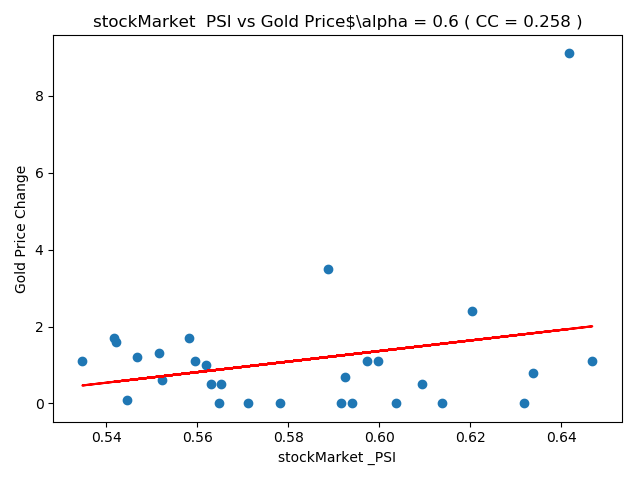 stockMarket  PSI vs Gold Price$\alpha = 0.6 ( CC = 0.258 )
Gold Price Change
8
6
4
2
0
0.54 0.56 0.58 0.60 0.62 0.64
stockMarket _PSI